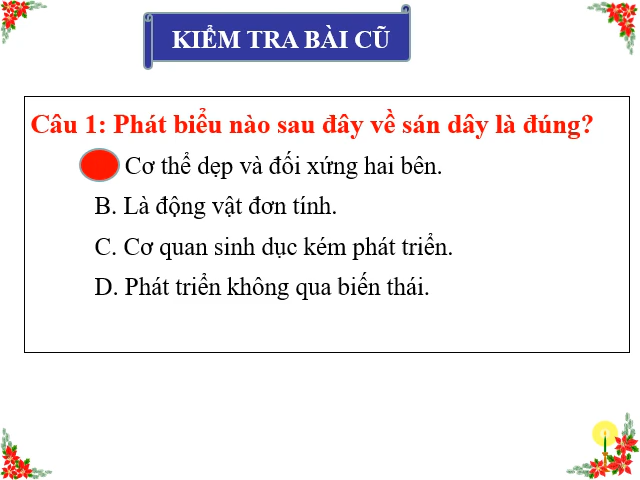 KIỂM TRA BÀI CŨ
Câu 1: Phát biểu nào sau đây về sán dây là đúng?
Cơ thể dẹp và đối xứng hai bên.
B. Là động vật đơn tính.
C. Cơ quan sinh dục kém phát triển.
D. Phát triển không qua biến thái.